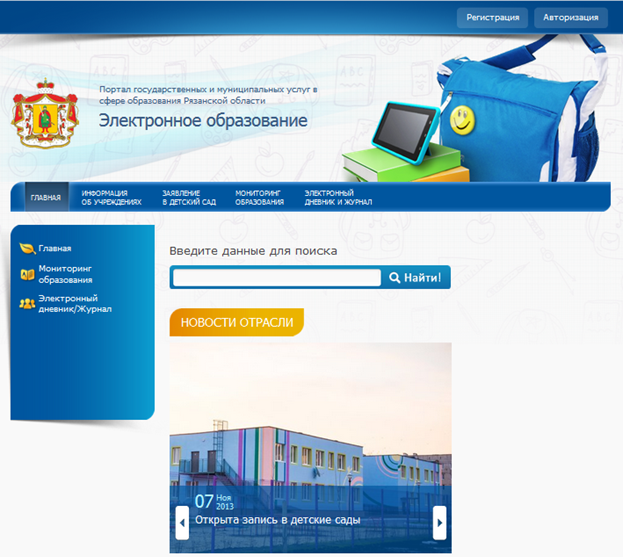 Регистрация
Авторизация
Портал государственных и муниципальных услуг в
сфере образования Рязанской области
Электронное образование
ГЛАВНАЯ
ИНФОРМАЦИЯ
ОБ УЧРЕЖДЕНИЯХ
ЗАЯВЛЕНИЕ
В ДЕТСКИЙ САД
МОНИТОРИНГ
ОБРАЗОВАНИЯ
ЭЛЕКТРОННЫЙ
ДНЕВНИК И ЖУРНАЛ
Главная
Мониторинг
образования
Электронный
дневник/Журнал
Введите данные для поиска
Найти!
НОВОСТИ ОТРАСЛИ
07 Ноя
2013
Открыта запись в детские сады